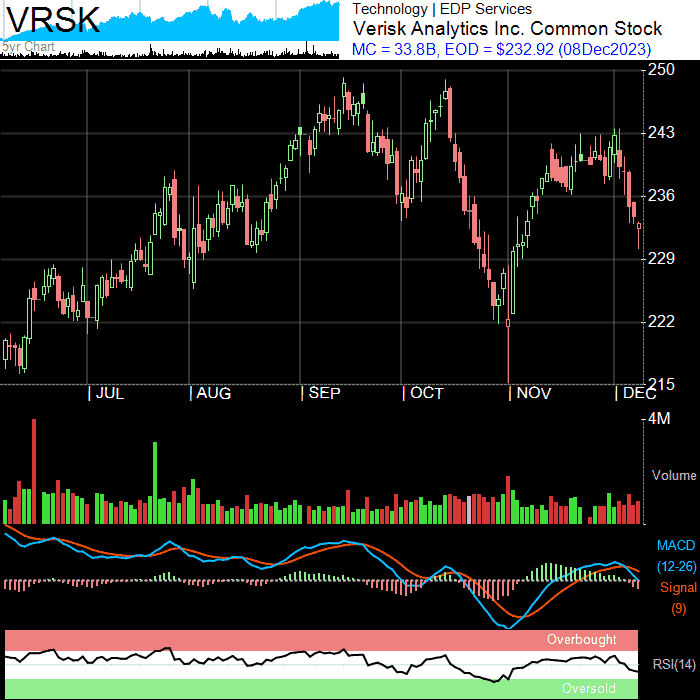 VRSK
5yr Chart
Technology | EDP Services
Verisk Analytics Inc. Common Stock
MC = 33.8B, EOD = $232.92 (08Dec2023)
250
243
236
229
222
215
| JUL
| AUG
| SEP
| OCT
| NOV
| DEC
4M
Volume
MACD
(12-26)
Signal
(9)
Overbought
RSI(14)
Oversold